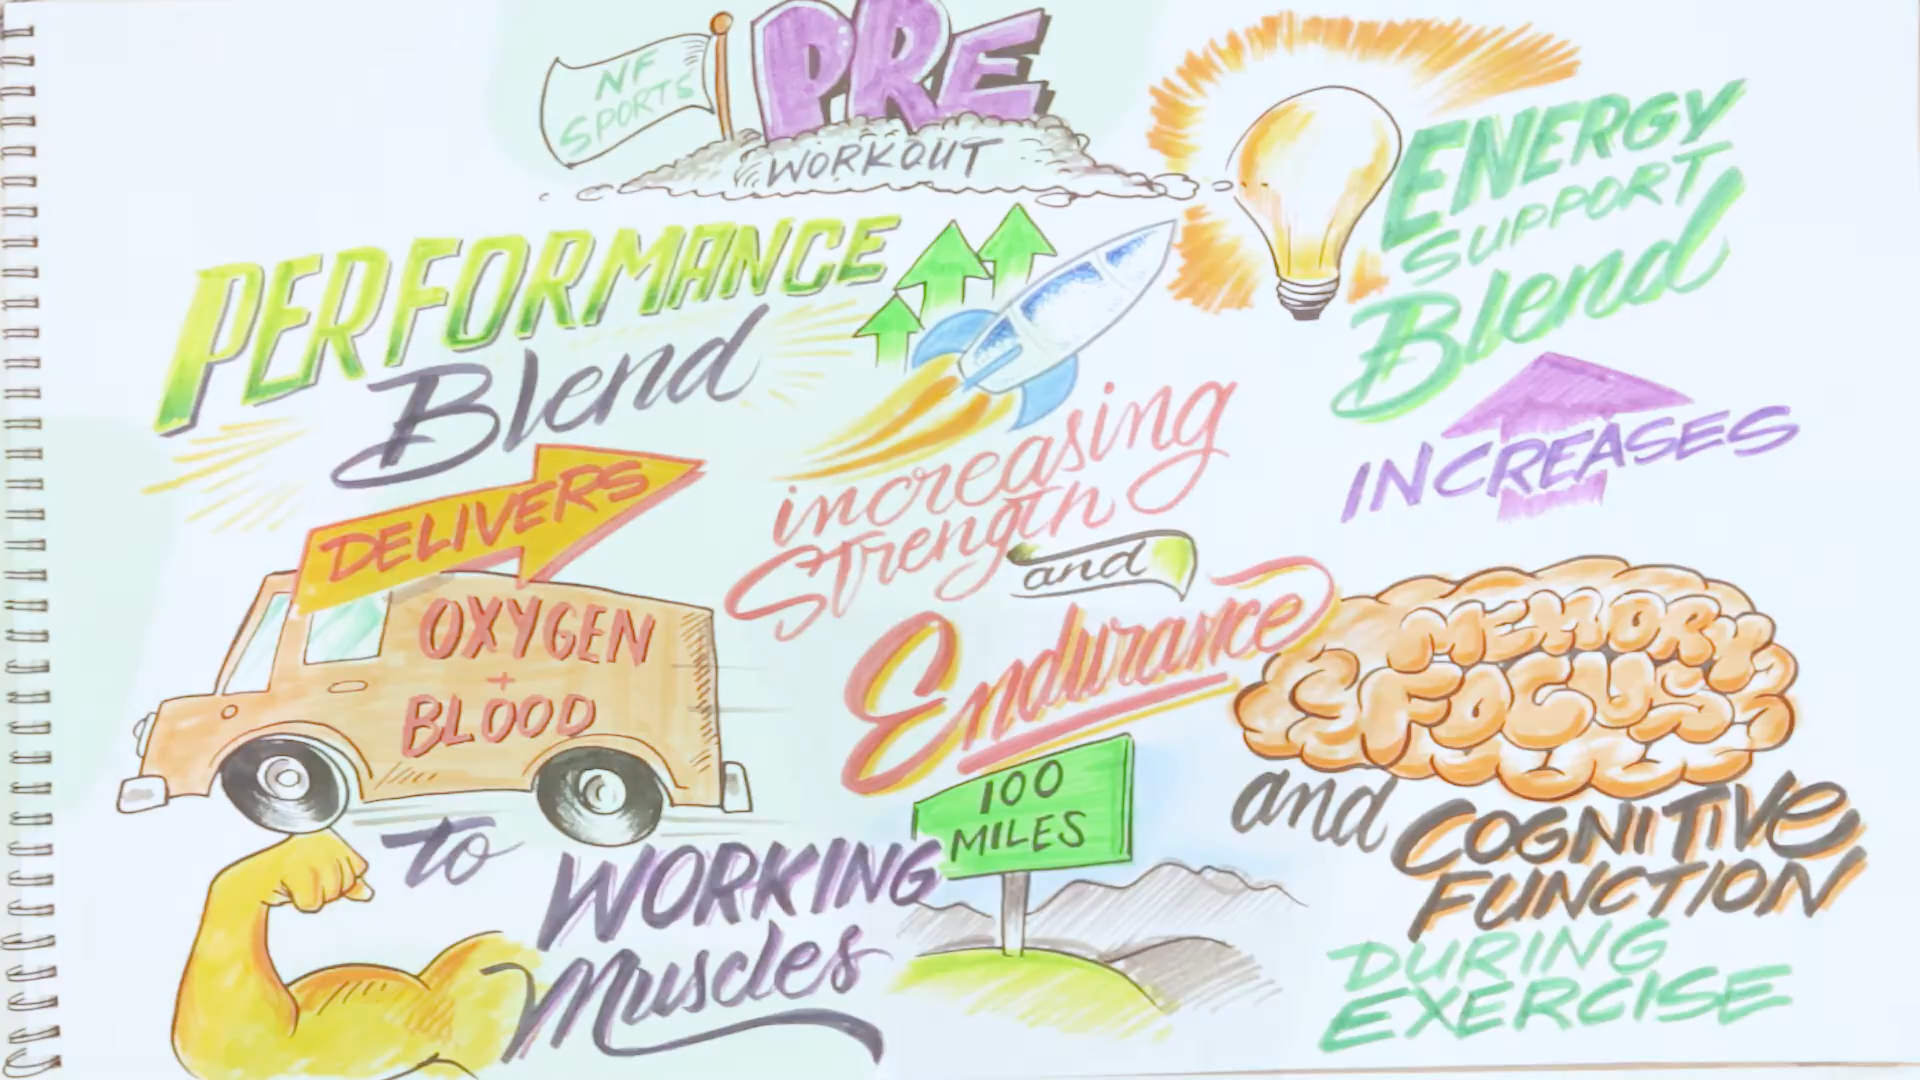 NF
SPORTS
PRE
WORKOUT
PERFORMANCE
Blend
DELIVERS
OXYGEN
+
BLOOD
to
WORKING
Muscles
increasing
Strength
and
Endurance
100
MILES
ENERGY
SUPPORT
Blend
INCREASES
MEMORY
FOCUS
and
COGNITIVE
FUNCTION
DURING
EXERCISE